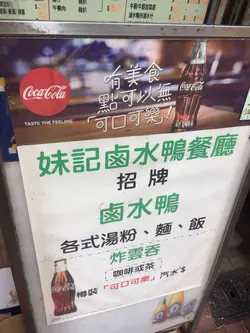 Coca-Cola
TASTE THE FEELING
有美食
點可以無
「可口可樂」
妹記鹵水鴨餐廳
招牌
鹵水鴨
各式湯粉、麵、飯
炸雲吞
咖啡或茶
樽裝「可口可樂」汽水$